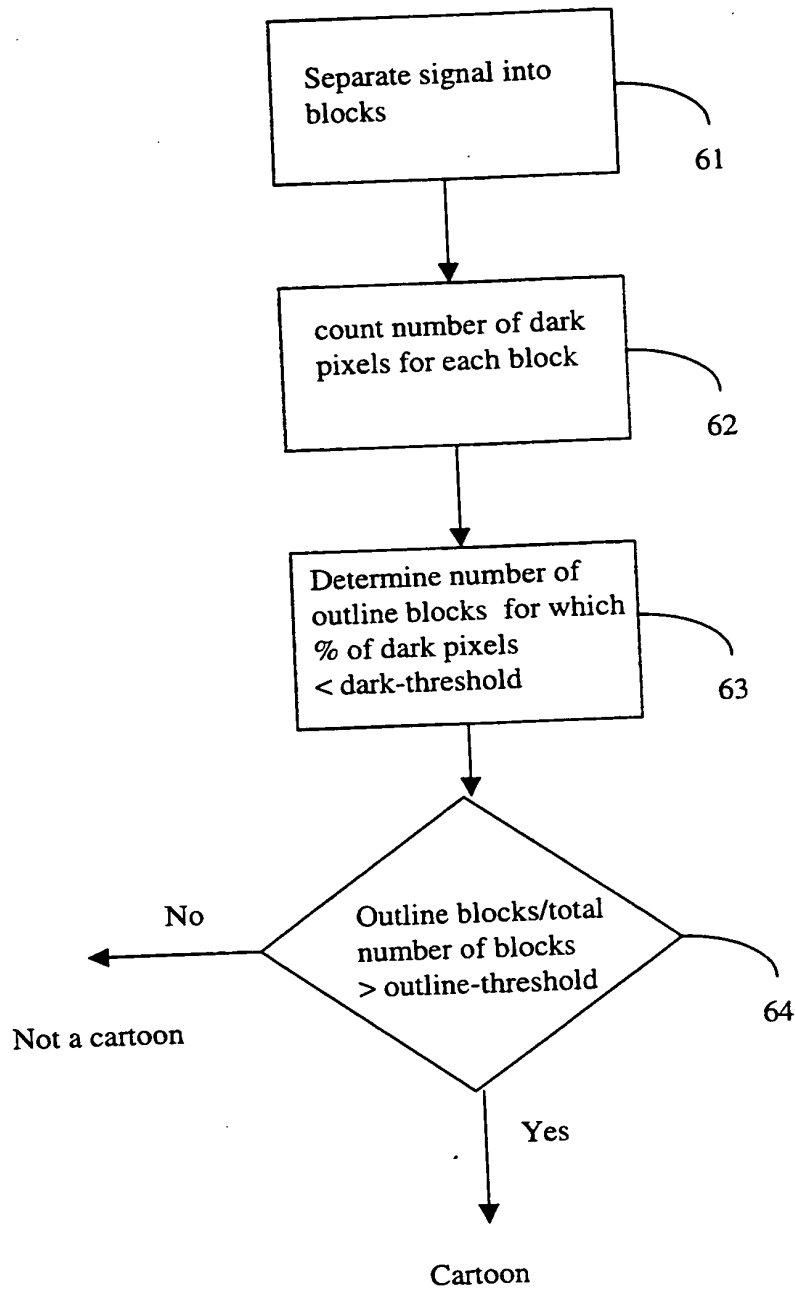 Separate signal into
blocks
61
count number of dark
pixels for each block
62
Determine number of
outline blocks for which
% of dark pixels
< dark-threshold
63
No
Outline blocks/total
number of blocks
> outline-threshold
64
Not a cartoon
Yes
Cartoon